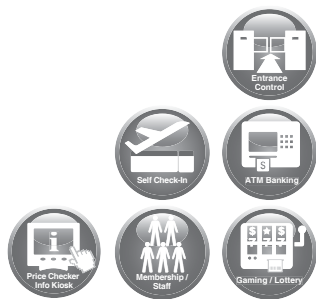 Entrance
Control
Self Check-In
ATM Banking
$
Price Checker
Info Kiosk
i
Membership /
Staff
Gaming / Lottery
$ ★ $